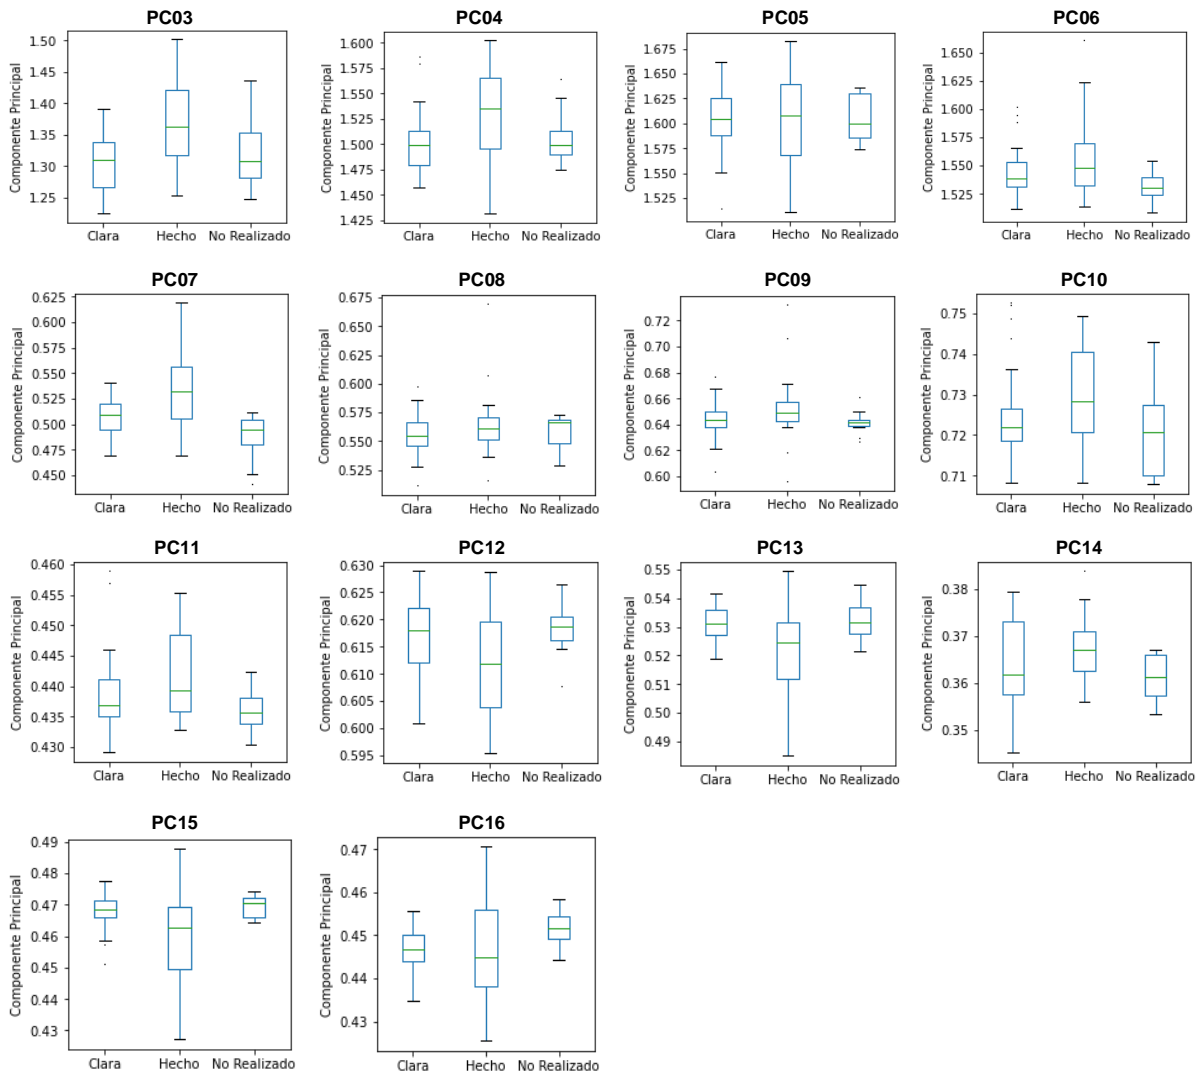 PC03
Componente Principal
1.50
1.45
1.40
1.35
1.30
1.25
Clara Hecho No Realizado
PC04
Componente Principal
1.600
1.575
1.550
1.525
1.500
1.475
1.450
1.425
Clara Hecho No Realizado
PC05
Componente Principal
1.675
1.650
1.625
1.600
1.575
1.550
1.525
Clara Hecho No Realizado
PC06
Componente Principal
1.650
1.625
1.600
1.575
1.550
1.525
Clara Hecho No Realizado
PC07
Componente Principal
0.625
0.600
0.575
0.550
0.525
0.500
0.475
0.450
Clara Hecho No Realizado
PC08
Componente Principal
0.675
0.650
0.625
0.600
0.575
0.550
0.525
Clara Hecho No Realizado
PC09
Componente Principal
0.72
0.70
0.68
0.66
0.64
0.62
0.60
Clara Hecho No Realizado
PC10
Componente Principal
0.75
0.74
0.73
0.72
0.71
Clara Hecho No Realizado
PC11
Componente Principal
0.460
0.455
0.450
0.445
0.440
0.435
0.430
Clara Hecho No Realizado
PC12
Componente Principal
0.630
0.625
0.620
0.615
0.610
0.605
0.600
0.595
Clara Hecho No Realizado
PC13
Componente Principal
0.55
0.54
0.53
0.52
0.51
0.50
0.49
Clara Hecho No Realizado
PC14
Componente Principal
0.38
0.37
0.36
0.35
Clara Hecho No Realizado
PC15
Componente Principal
0.49
0.48
0.47
0.46
0.45
0.44
0.43
Clara Hecho No Realizado
PC16
Componente Principal
0.47
0.46
0.45
0.44
0.43
Clara Hecho No Realizado